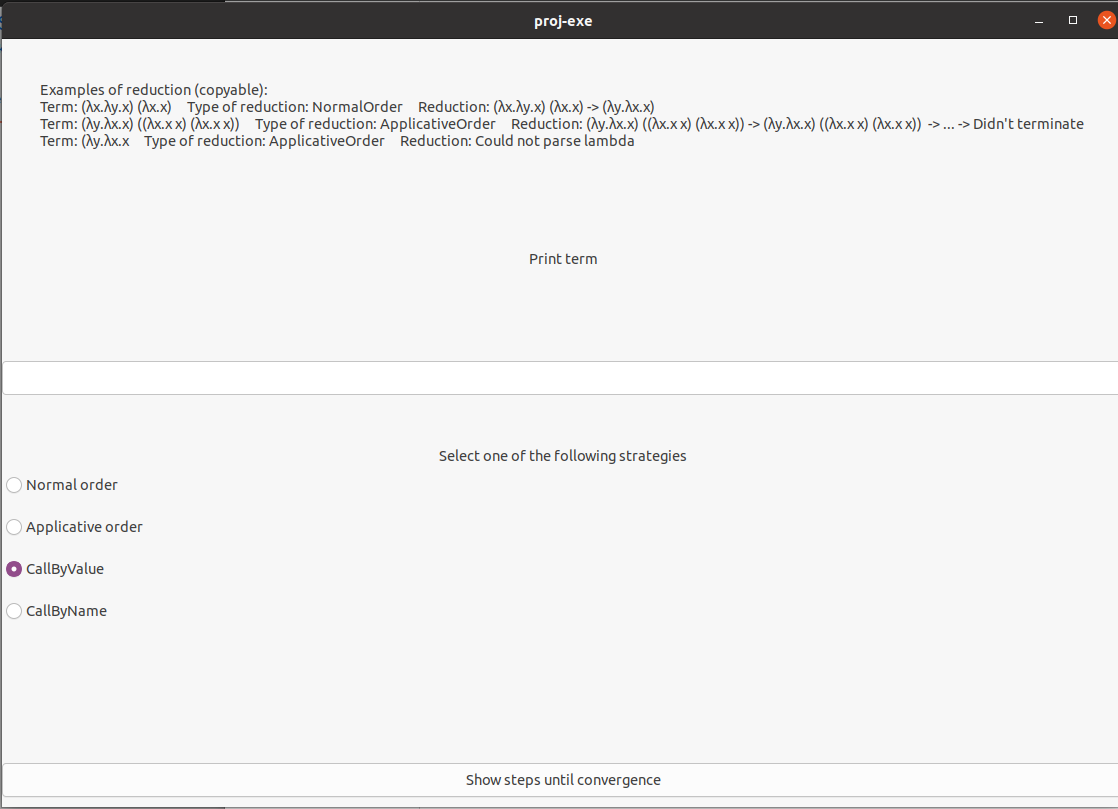 proj-exe
Examples of reduction (copyable):
Term: (λx.λy.x) (λx.x)    Type of reduction: NormalOrder    Reduction: (λx.λy.x) (λx.x) -> (λy.λx.x)
Term: (λy.λx.x) ((λx.x x) (λx.x x))    Type of reduction: ApplicativeOrder    Reduction: (λy.λx.x) ((λx.x x) (λx.x x)) -> (λy.λx.x) ((λx.x x) (λx.x x))  -> ... -> Didn't terminate
Term: (λy.λx.x    Type of reduction: ApplicativeOrder    Reduction: Could not parse lambda
Print term
Select one of the following strategies
Normal order
Applicative order
CallByValue
CallByName
Show steps until convergence